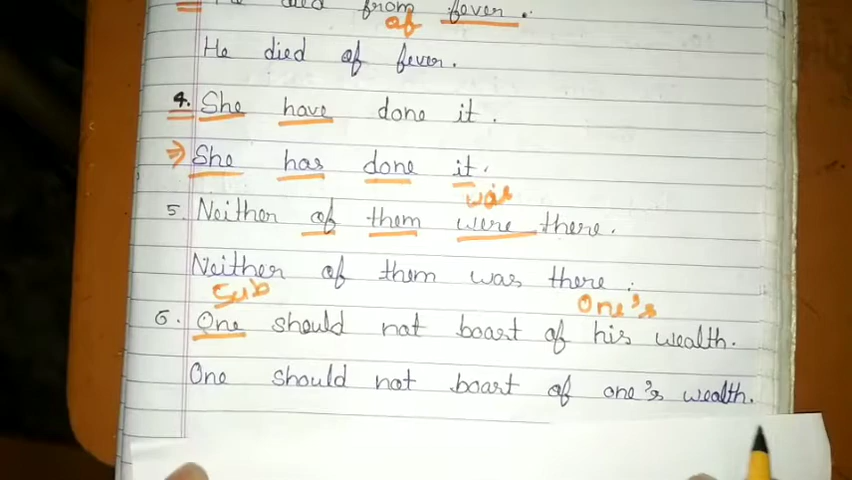 He died from fever.
of
He died of fever.
4. She have done it.
⇒ She has done it.
was
5. Neither of them were there.
Neither of them was there.
Sub One's
6. One should not boast of his wealth.
One should not boast of one's wealth.